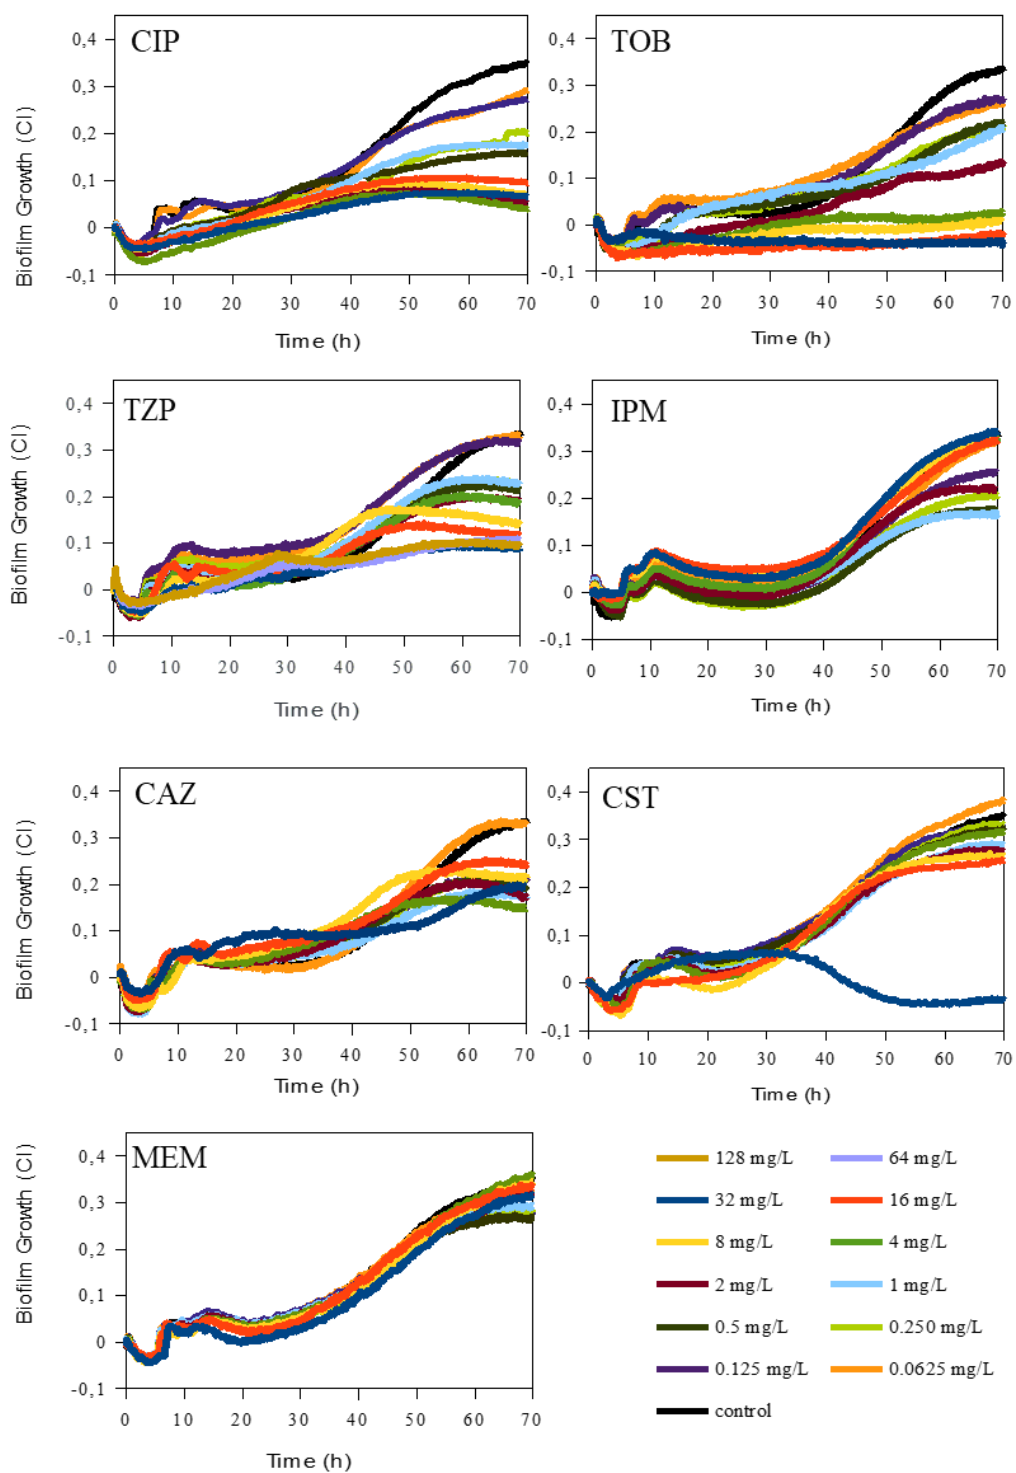 CIP
Biofilm Growth (CI)
0,4
0,3
0,2
0,1
0
-0,1
0 10 20 30 40 50 60 70
Time (h)
TOB
0,4
0,3
0,2
0,1
0
-0,1
0 10 20 30 40 50 60 70
Time (h)
TZP
Biofilm Growth (CI)
0,4
0,3
0,2
0,1
0
-0,1
0 10 20 30 40 50 60 70
Time (h)
IPM
0,4
0,3
0,2
0,1
0
-0,1
0 10 20 30 40 50 60 70
Time (h)
CAZ
Biofilm Growth (CI)
0,4
0,3
0,2
0,1
0
-0,1
0 10 20 30 40 50 60 70
Time (h)
CST
0,4
0,3
0,2
0,1
0
-0,1
0 10 20 30 40 50 60 70
Time (h)
MEM
Biofilm Growth (CI)
0,4
0,3
0,2
0,1
0
-0,1
0 10 20 30 40 50 60 70
Time (h)
128 mg/L 64 mg/L
32 mg/L 16 mg/L
8 mg/L 4 mg/L
2 mg/L 1 mg/L
0.5 mg/L 0.250 mg/L
0.125 mg/L 0.0625 mg/L
control